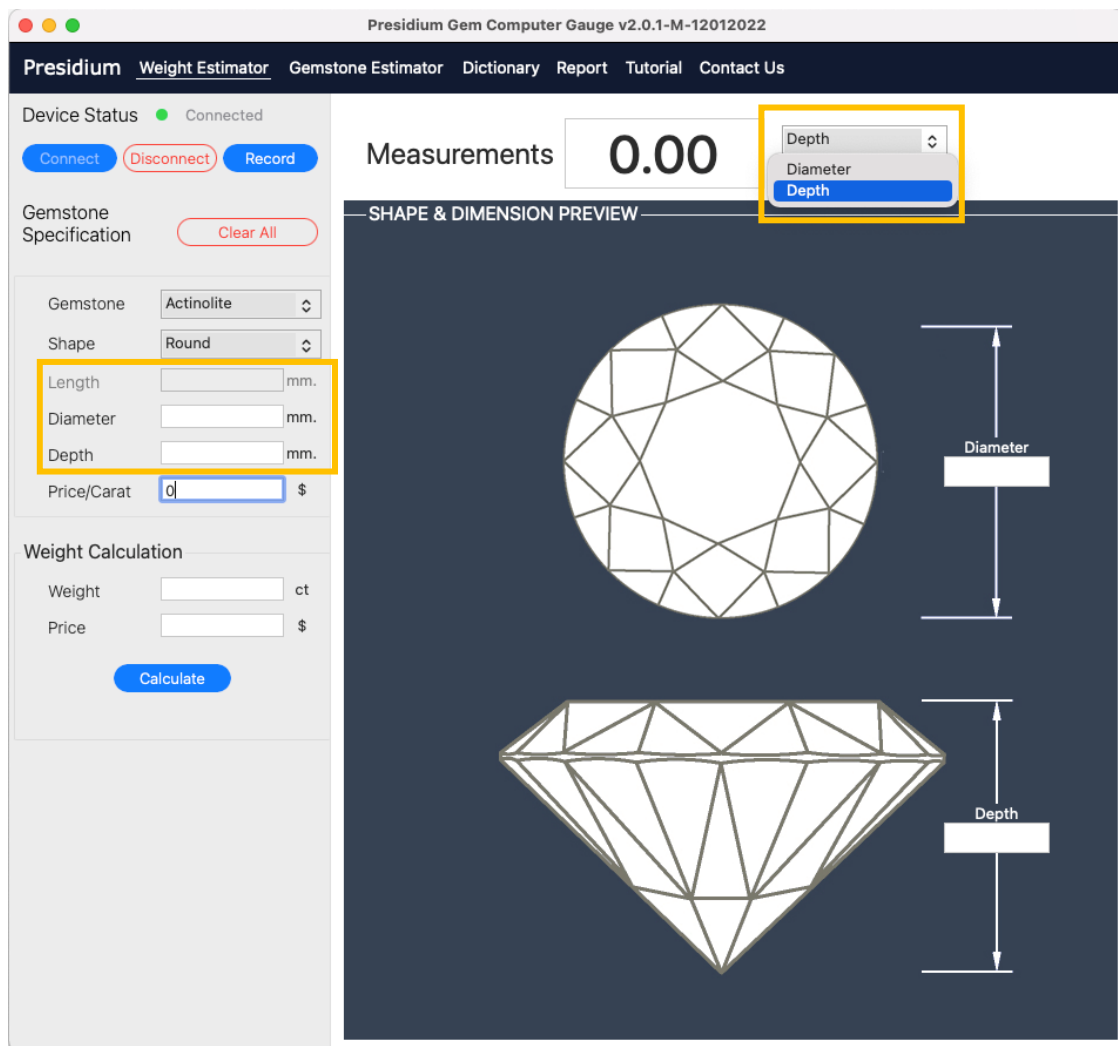 Presidium Gem Computer Gauge v2.0.1-M-12012022
Presidium Weight Estimator Gemstone Estimator Dictionary Report Tutorial Contact Us
Device Status Connected
Connect Disconnect Record
Measurements 0.00 Depth
Diameter
Depth
Gemstone
Specification
Clear All
SHAPE & DIMENSION PREVIEW
Gemstone Actinolite
Shape Round
Length mm.
Diameter mm.
Depth mm.
Price/Carat 0 $
Weight Calculation
Weight ct
Price $
Calculate
Diameter
Depth